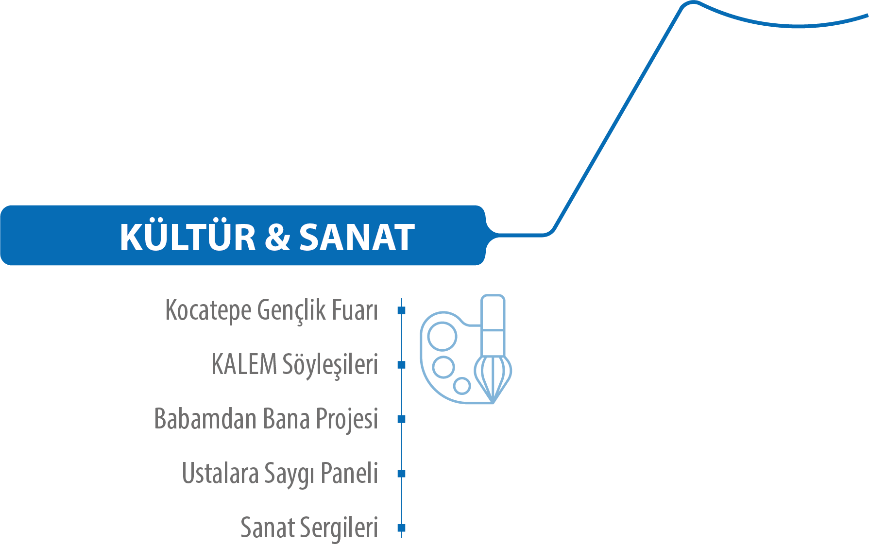 KÜLTÜR & SANAT
Kocatepe Gençlik Fuarı
KALEM Söyleşileri
Babamdan Bana Projesi
Ustalara Saygı Paneli
Sanat Sergileri